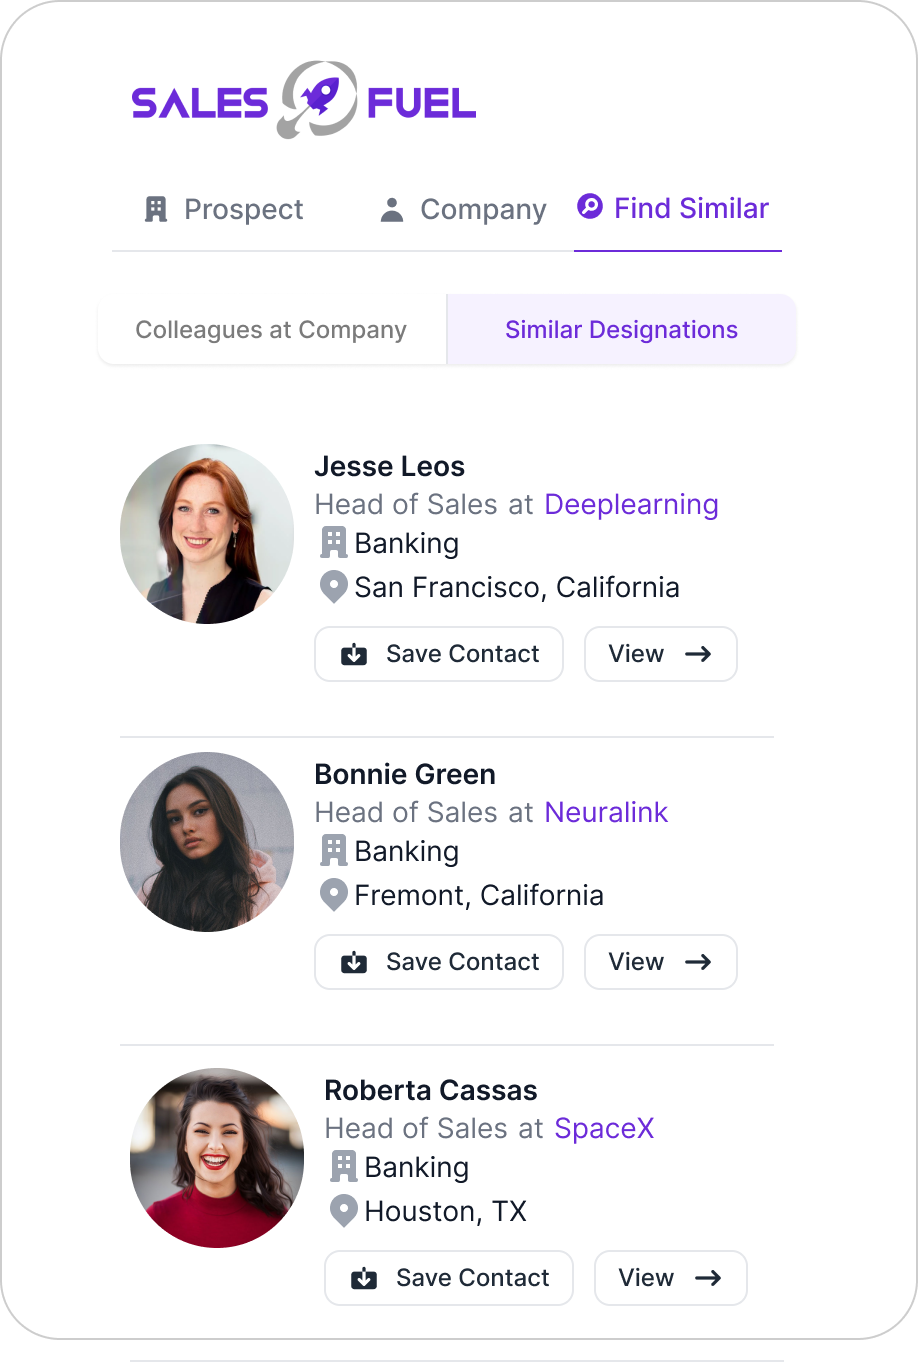 SALES FUEL
Prospect Company Find Similar
Colleagues at Company Similar Designations
Jesse Leos
Head of Sales at Deeplearning
Banking
San Francisco, California
Save Contact View →
Bonnie Green
Head of Sales at Neuralink
Banking
Fremont, California
Save Contact View →
Roberta Cassas
Head of Sales at SpaceX
Banking
Houston, TX
Save Contact View →